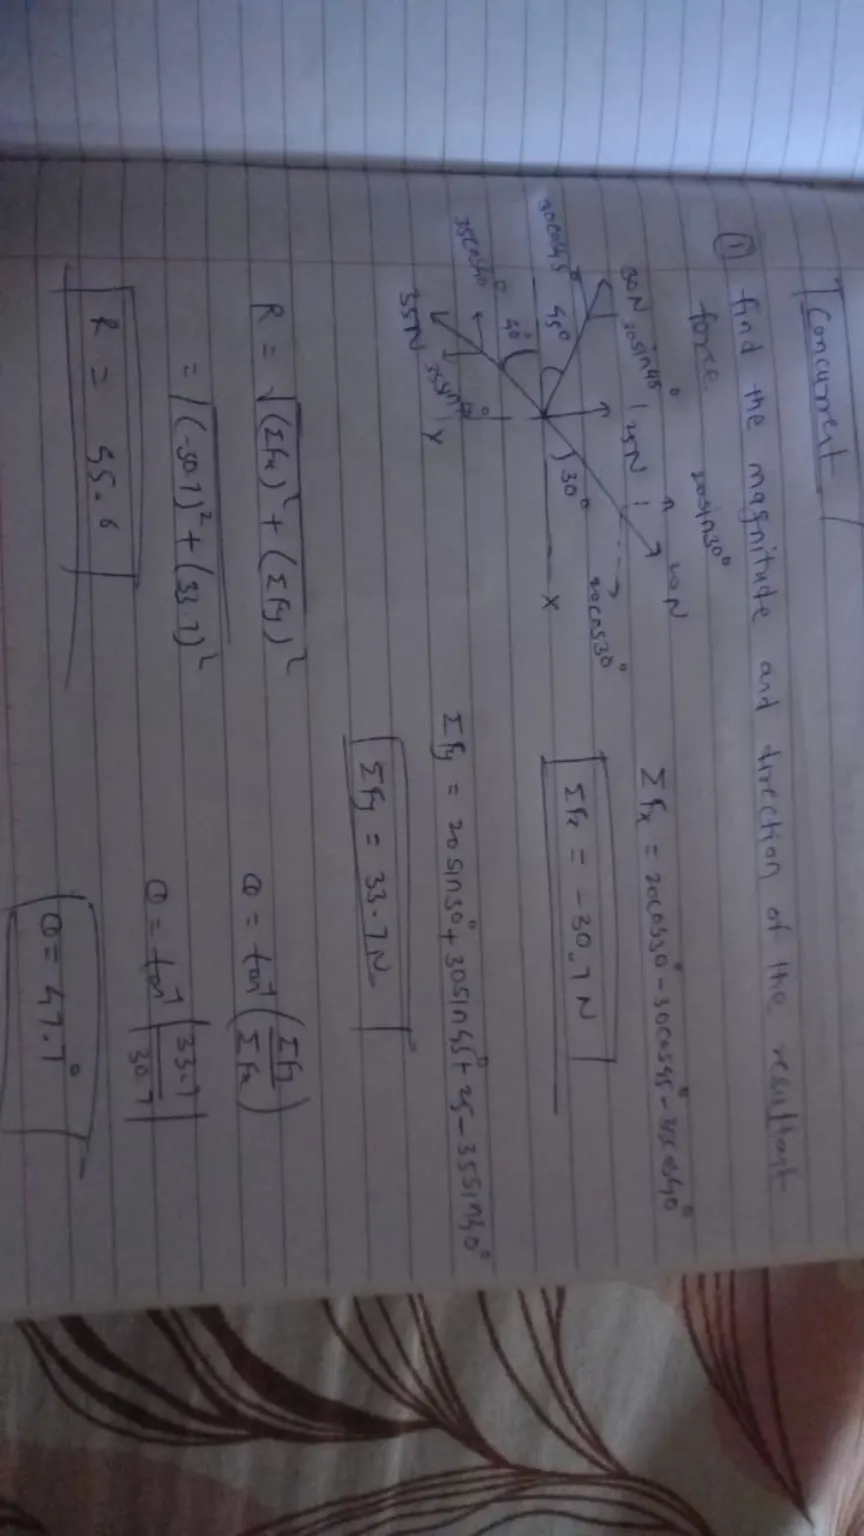 Concurrent
① find the magnitude and direction of the resultant
force.
20sin30°
20N
30N
30sin45°
25N
20cos30°
30cos45°
45°
30°
X
40°
35cos40°
35N
35sin40°
Y
ΣFx = 20cos30° - 30cos45° - 35cos40°
ΣFx = -30.7 N
ΣFy = 20sin30° + 30sin45° + 25 - 35sin40°
ΣFy = 33.7 N
R = √(ΣFx)² + (ΣFy)²
= √(-30.7)² + (33.7)²
R = 45.6
θ = tan⁻¹ (ΣFy / ΣFx)
θ = tan⁻¹ | 33.7 / 30.7 |
θ = 47.7°